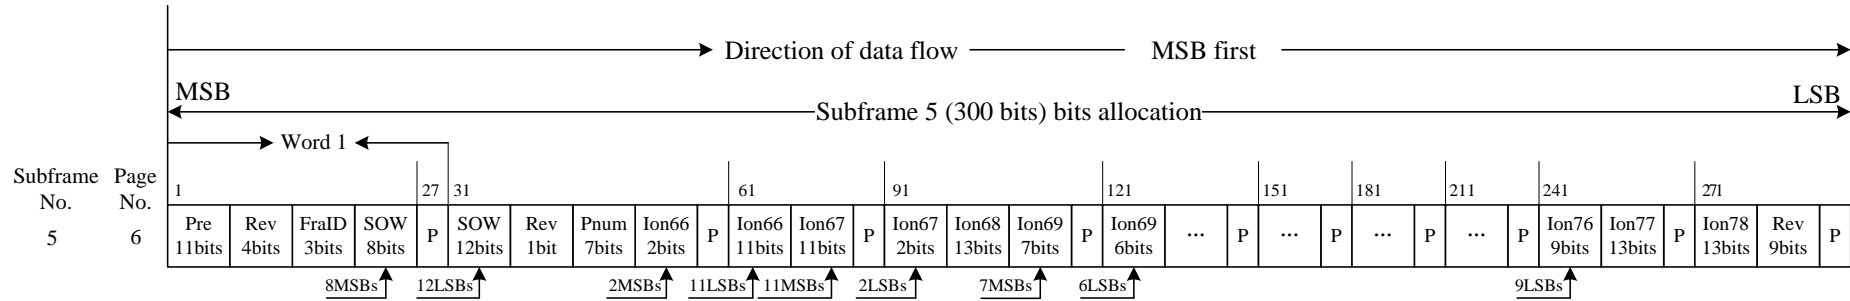 Direction of data flow MSB first
MSB LSB
Subframe 5 (300 bits) bits allocation
Word 1
Subframe No. Page No.
1 27 31 61 91 121 151 181 211 241 271
5 6
Pre 11bits
Rev 4bits
FraID 3bits
SOW 8bits
P
SOW 12bits
Rev 1bit
Pnum 7bits
Ion66 2bits
P
Ion66 11bits
Ion67 11bits
P
Ion67 2bits
Ion68 13bits
Ion69 7bits
P
Ion69 6bits
...
P
...
P
...
P
...
P
Ion76 9bits
Ion77 13bits
P
Ion78 13bits
Rev 9bits
P
8MSBs 12LSBs 2MSBs 11LSBs 11MSBs 2LSBs 7MSBs 6LSBs 9LSBs